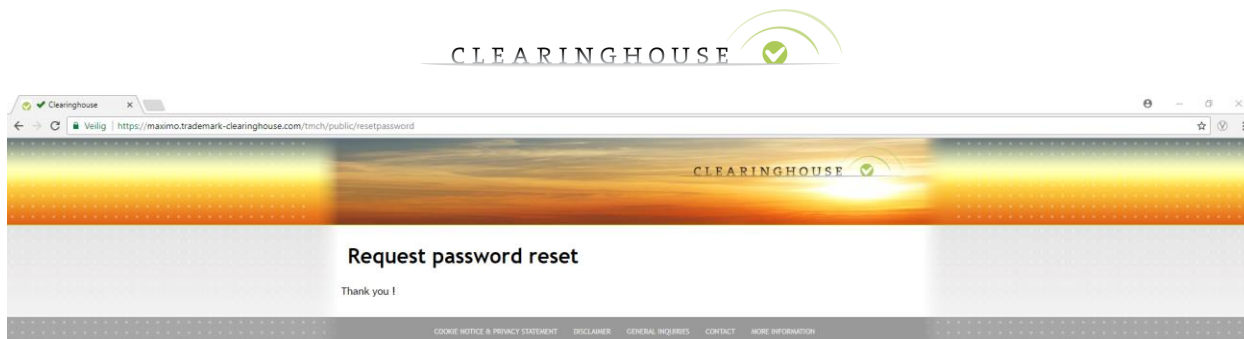 CLEARINGHOUSE
Clearinghouse
Veilig | https://maximo.trademark-clearinghouse.com/tmch/public/resetpassword
CLEARINGHOUSE
Request password reset
Thank you !
COOKIE NOTICE & PRIVACY STATEMENT DISCLAIMER GENERAL INQUIRIES CONTACT MORE INFORMATION